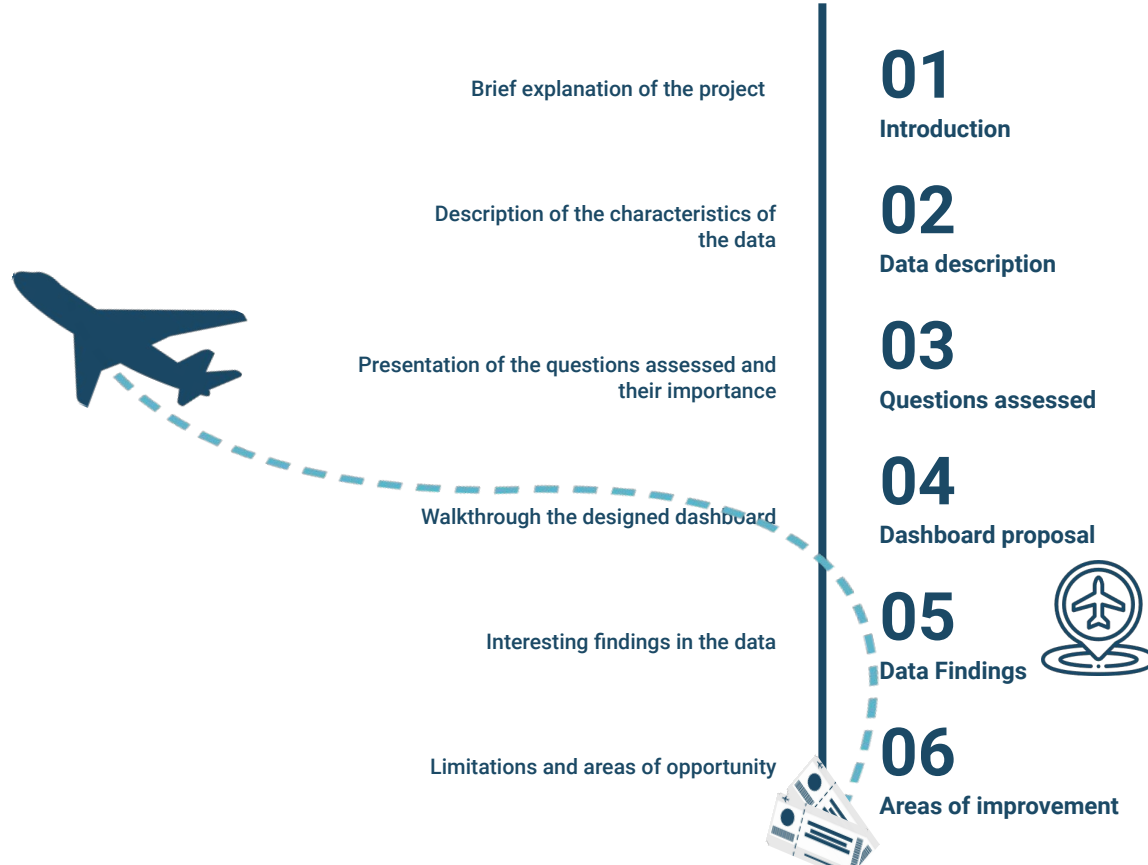 Brief explanation of the project
01
Introduction
Description of the characteristics of
the data
02
Data description
Presentation of the questions assessed and
their importance
03
Questions assessed
Walkthrough the designed dashboard
04
Dashboard proposal
Interesting findings in the data
05
Data Findings
Limitations and areas of opportunity
06
Areas of improvement